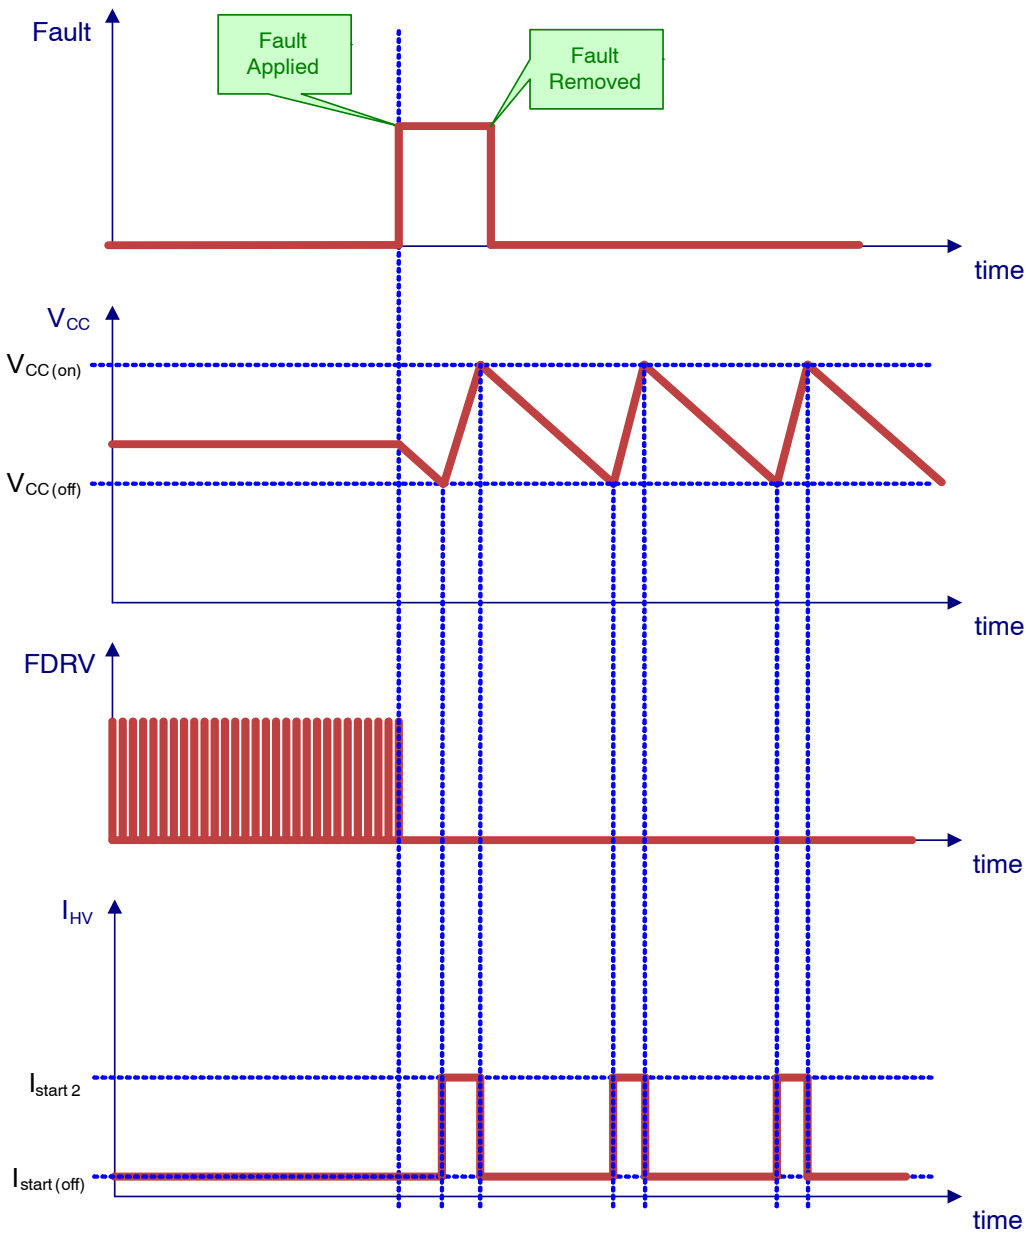 Fault
Fault
Applied
Fault
Removed
time
VCC
VCC(on)
VCC(off)
time
FDRV
time
IHV
Istart 2
Istart(off)
time